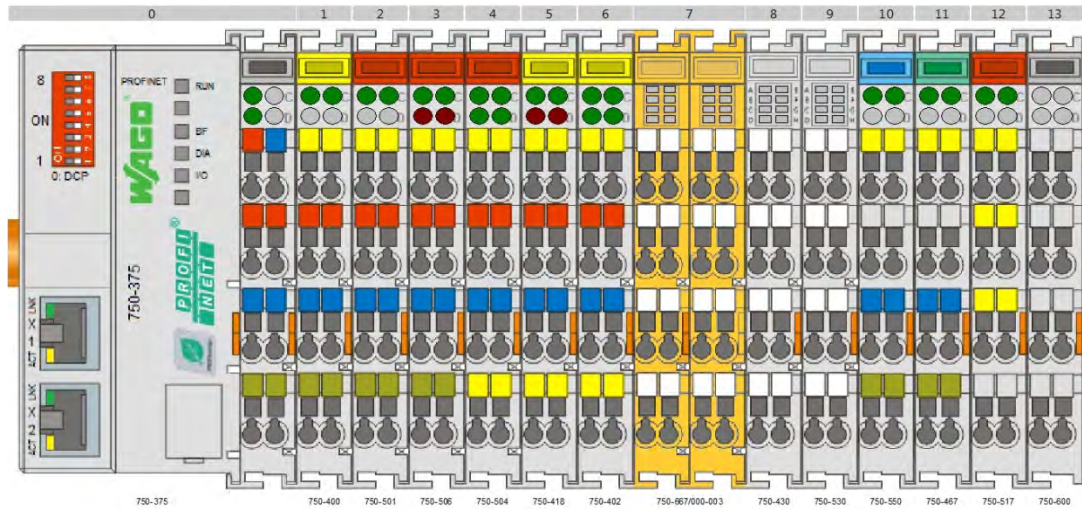 0 1 2 3 4 5 6 7 8 9 10 11 12 13
8
ON
1
0: DCP
PROFINET
RUN
BF
DIA
I/O
WAGO
750-375
PROFI
NET
LNK
X
1
ACT
LNK
X
2
ACT
750-375 750-400 750-501 750-506 750-504 750-418 750-402 750-667/000-003 750-430 750-530 750-550 750-467 750-517 750-600